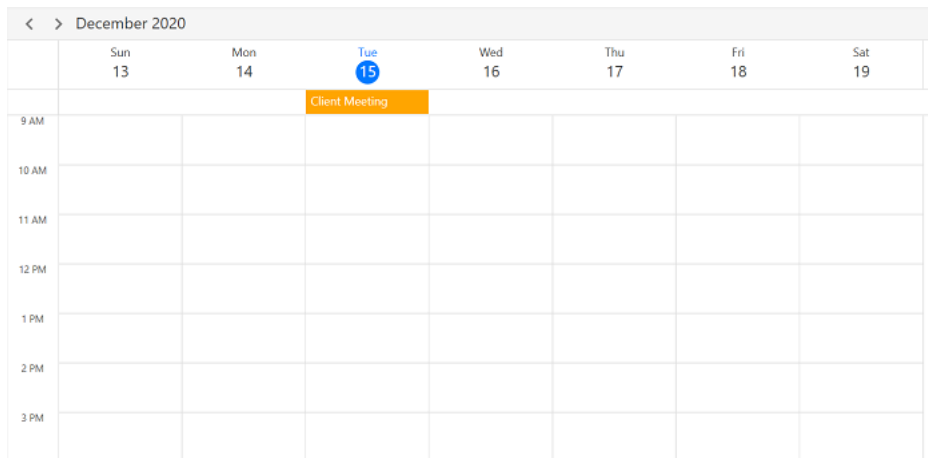 December 2020
Sun Mon Tue Wed Thu Fri Sat
13 14 15 16 17 18 19
Client Meeting
9 AM
10 AM
11 AM
12 PM
1 PM
2 PM
3 PM